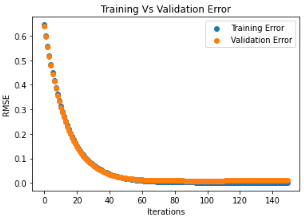 Training Vs Validation Error
Training Error
Validation Error
0.6
0.5
0.4
0.3
0.2
0.1
0.0
RMSE
0 20 40 60 80 100 120 140
Iterations